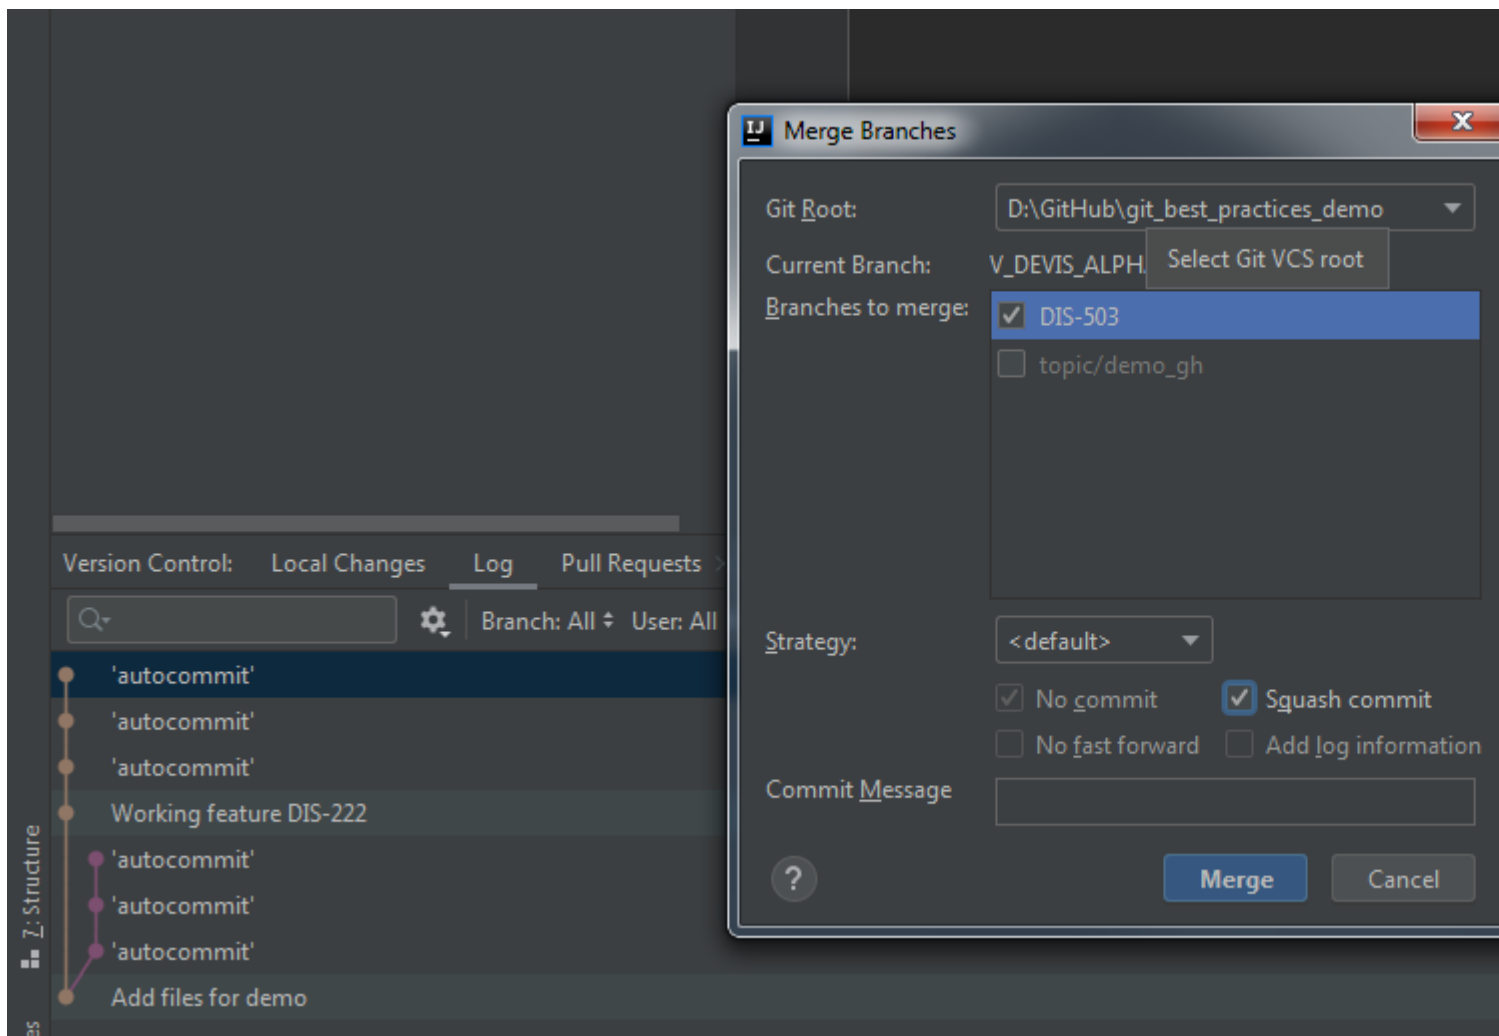 Merge Branches
Git Root:
D:\GitHub\git_best_practices_demo
Select Git VCS root
Current Branch:
V_DEVIS_ALPH
Branches to merge:
DIS-503
topic/demo_gh
Version Control:
Local Changes
Log
Pull Requests
Branch: All
User: All
'autocommit'
'autocommit'
'autocommit'
Working feature DIS-222
'autocommit'
'autocommit'
'autocommit'
Add files for demo
Strategy:
<default>
No commit
Squash commit
No fast forward
Add log information
Commit Message
?
Merge
Cancel
7: Structure
es